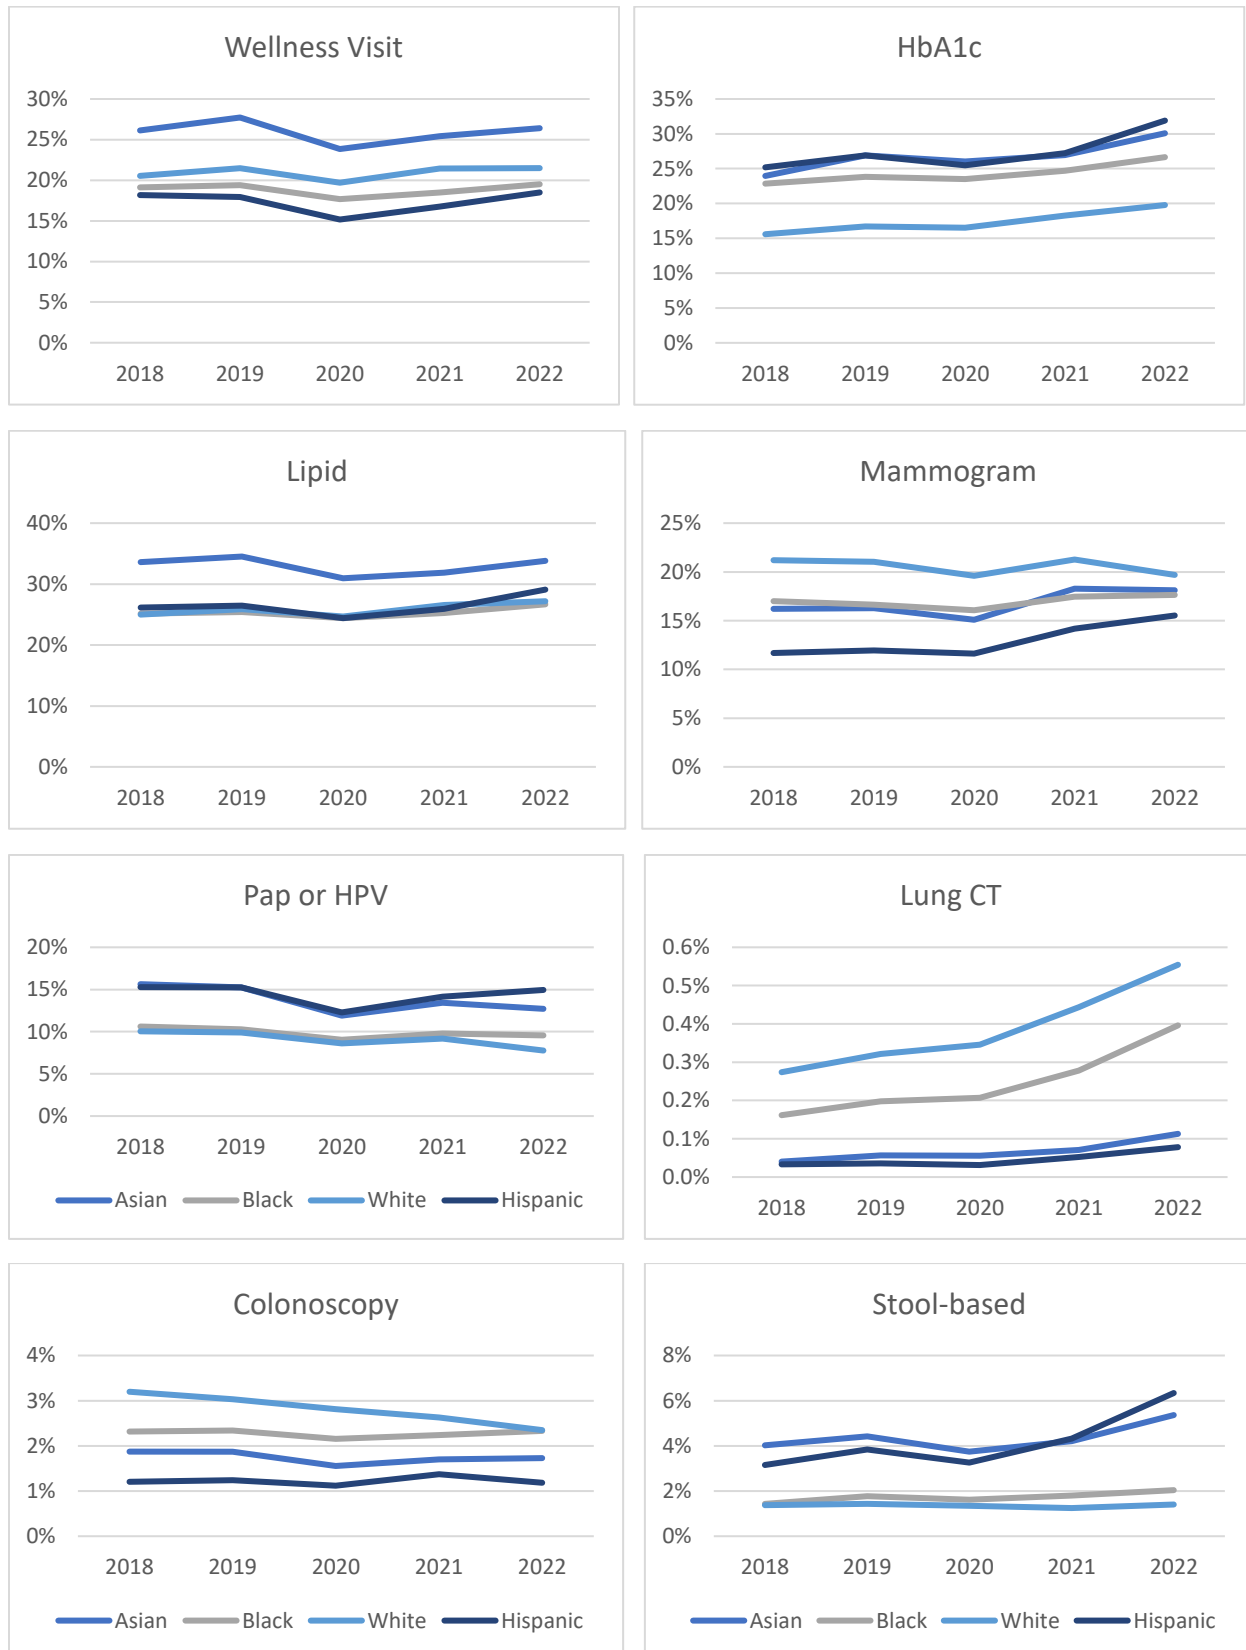 Wellness Visit
30%
25%
20%
15%
10%
5%
0%
2018 2019 2020 2021 2022
HbA1c
35%
30%
25%
20%
15%
10%
5%
0%
2018 2019 2020 2021 2022
Lipid
40%
30%
20%
10%
0%
2018 2019 2020 2021 2022
Mammogram
25%
20%
15%
10%
5%
0%
2018 2019 2020 2021 2022
Pap or HPV
20%
15%
10%
5%
0%
2018 2019 2020 2021 2022
Asian Black White Hispanic
Lung CT
0.6%
0.5%
0.4%
0.3%
0.2%
0.1%
0.0%
2018 2019 2020 2021 2022
Colonoscopy
4%
3%
2%
1%
0%
2018 2019 2020 2021 2022
Asian Black White Hispanic
Stool-based
8%
6%
4%
2%
0%
2018 2019 2020 2021 2022
Asian Black White Hispanic